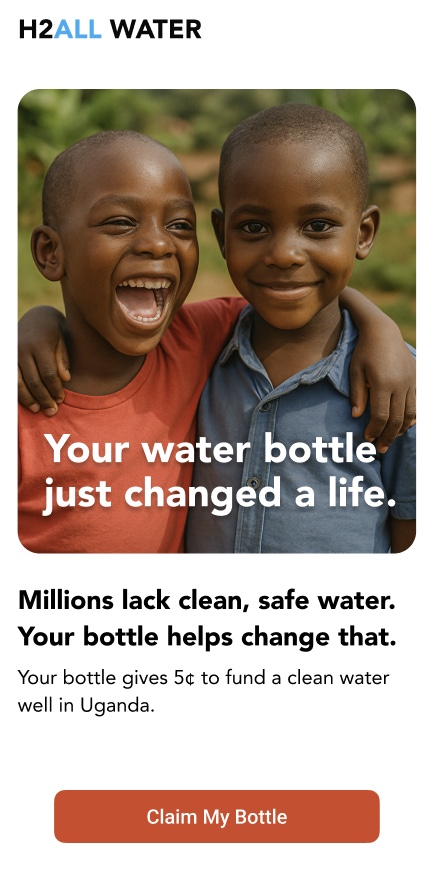 H2ALL WATER
Your water bottle
just changed a life.
Millions lack clean, safe water.
Your bottle helps change that.
Your bottle gives 5¢ to fund a clean water
well in Uganda.
Claim My Bottle